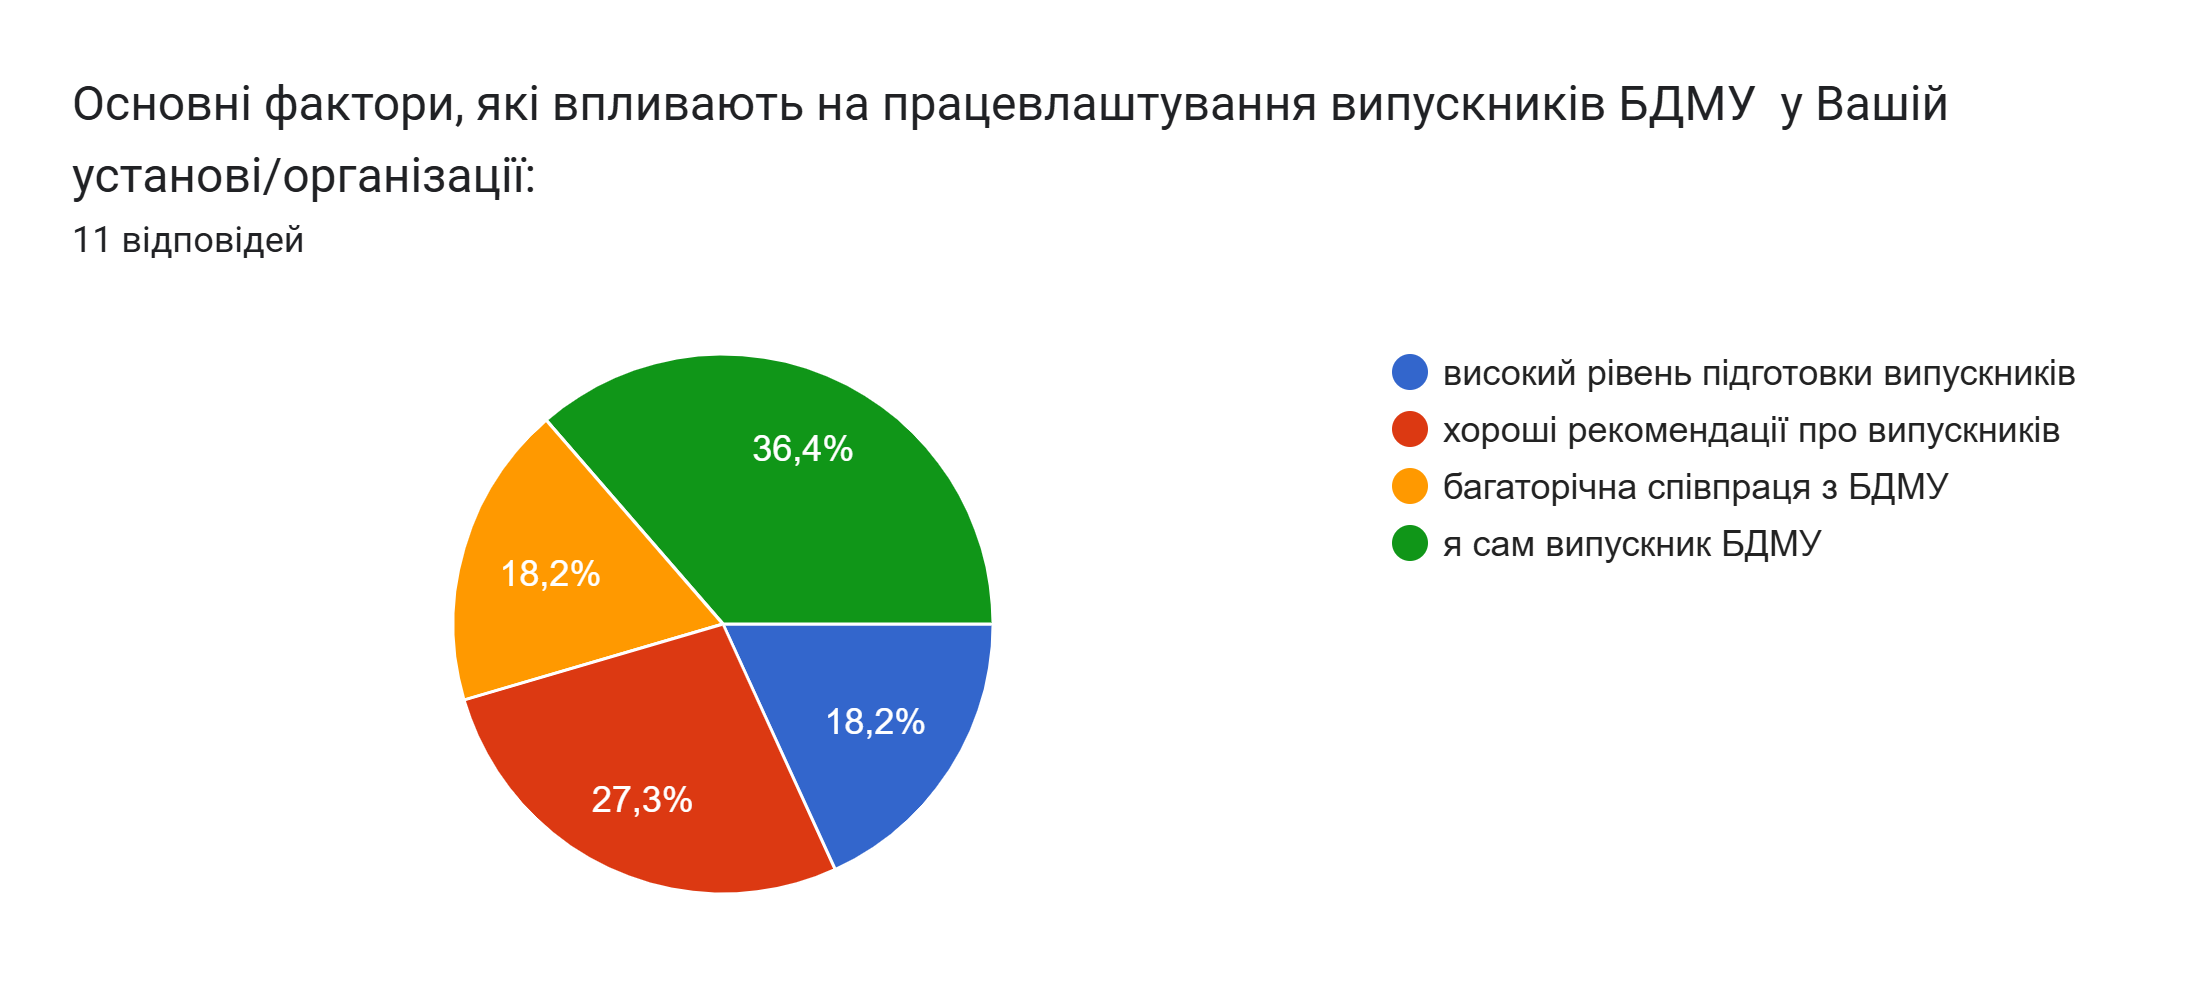 Основні фактори, які впливають на працевлаштування випускників БДМУ  у Вашій
установі/організації:
11 відповідей
високий рівень підготовки випускників
хороші рекомендації про випускників
багаторічна співпраця з БДМУ
я сам випускник БДМУ
36,4%
18,2%
18,2%
27,3%